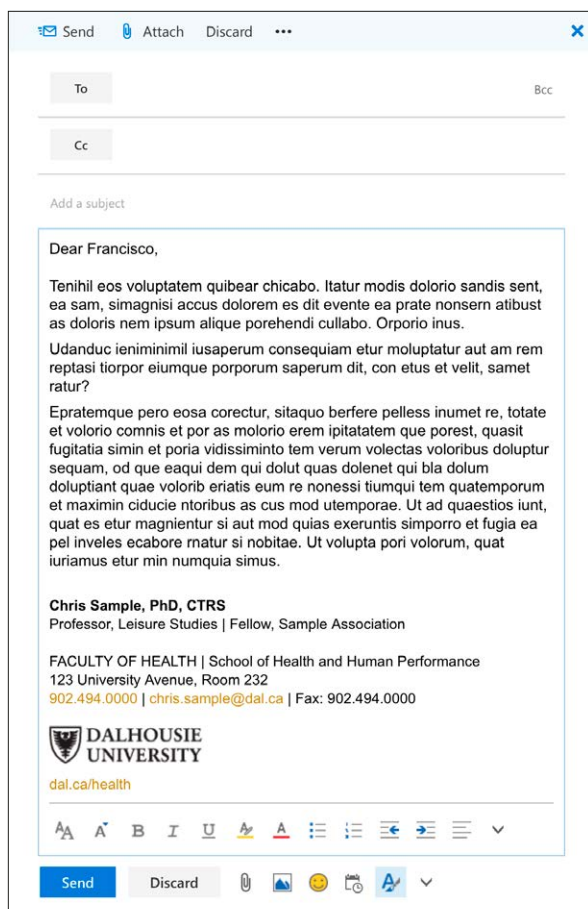 Send Attach Discard •••
To Bcc
Cc
Add a subject
Dear Francisco,
Tenihil eos voluptatem quibear chicabo. Itatur modis dolorio sandis sent,
ea sam, simagnisi accus dolorem es dit evente ea prate nonsern atibust
as doloris nem ipsum alique porehendi cullabo. Orporio inus.
Udanduc ieniminimil iusaperum consequiam etur moluptatur aut am rem
reptasi tiorpor eiumque porporum saperum dit, con etus et velit, samet
ratur?
Epratemque pero eosa corectur, sitaquo berfere pelless inumet re, totate
et volorio comnis et por as molorio erem ipitatatem que porest, quasit
fugitatia simin et poria vidissiminto tem verum volectas voloribus doluptur
sequam, od que eaqui dem qui dolut quas dolenet qui bla dolum
doluptiant quae volorib eriatis eum re nonessi tiumqui tem quatemporum
et maximin ciducie ntoribus as cus mod utemporae. Ut ad quaestios iunt,
quat es etur magnientur si aut mod quias exeruntis simporro et fugia ea
pel inveles ecabore rnatur si nobitae. Ut volupta pori volorum, quat
iuriamus etur min numquia simus.
Chris Sample, PhD, CTRS
Professor, Leisure Studies | Fellow, Sample Association
FACULTY OF HEALTH | School of Health and Human Performance
123 University Avenue, Room 232
902.494.0000 | chris.sample@dal.ca | Fax: 902.494.0000
DALHOUSIE
UNIVERSITY
dal.ca/health
AA A B I U A
Send Discard A